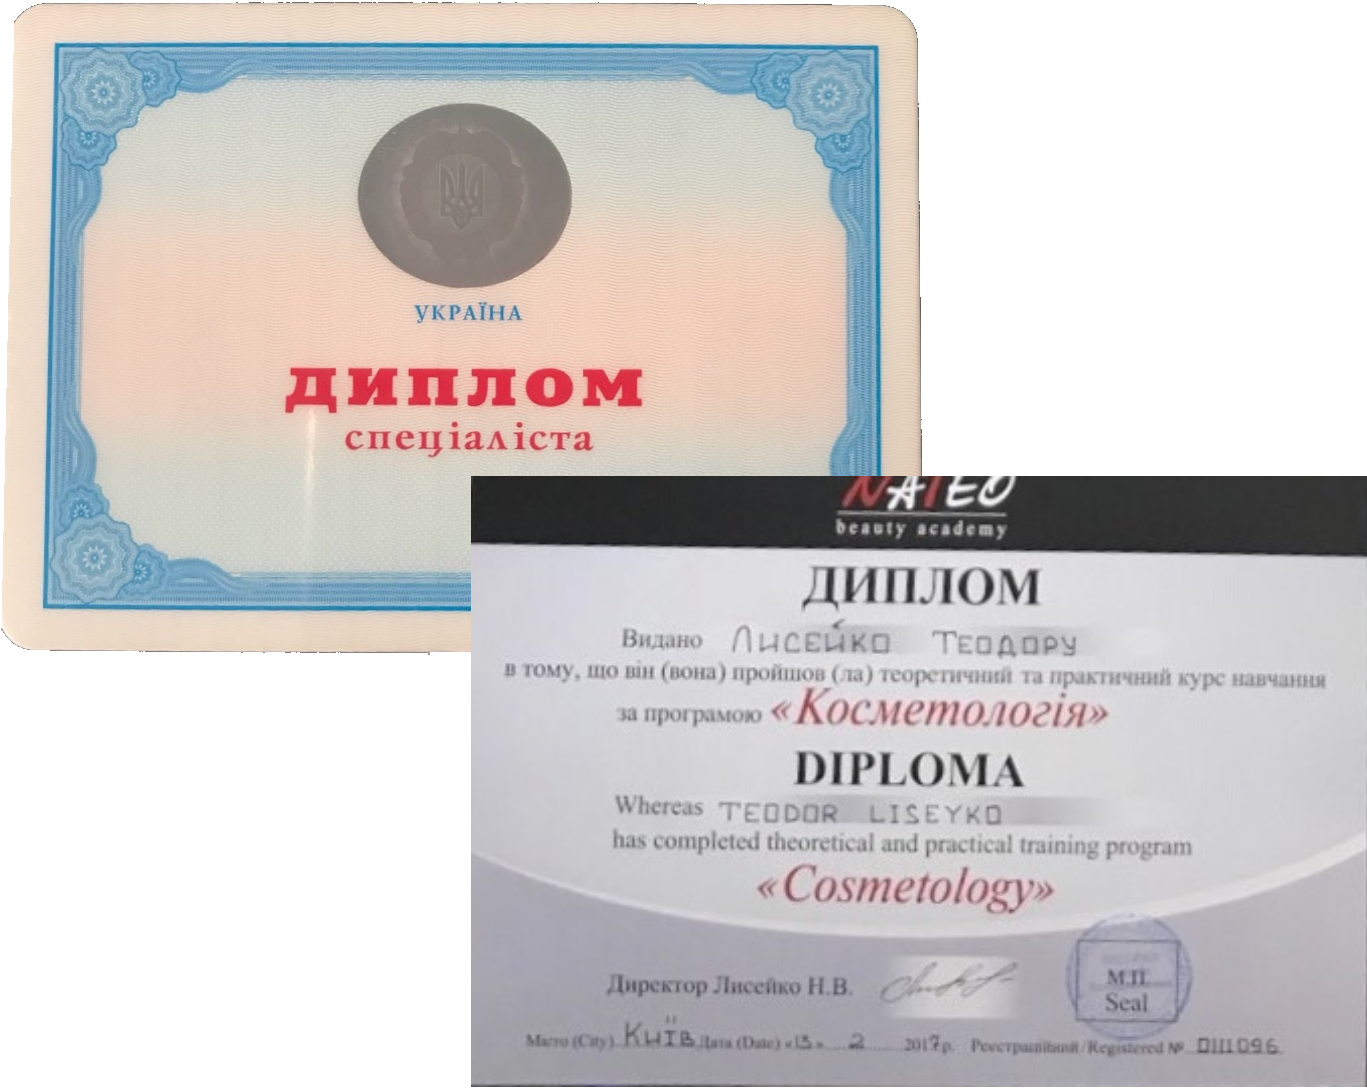 УКРАЇНА
ДИПЛОМ
спеціаліста
NATEO
beauty academy
ДИПЛОМ
Видано ЛИСЕЙКО ТЕОДОРУ
в тому, що він (вона) пройшов (ла) теоретичний та практичний курс навчання
за програмою «Косметологія»
DIPLOMA
Whereas TEODOR LISEYKO
has completed theoretical and practical training program
«Cosmetology»
Директор Лисейко Н.В.
М.П.
Seal
Місто (City) КИЇВ Дата (Date) «13» 2 2017р. Реєстраційний/Registered №